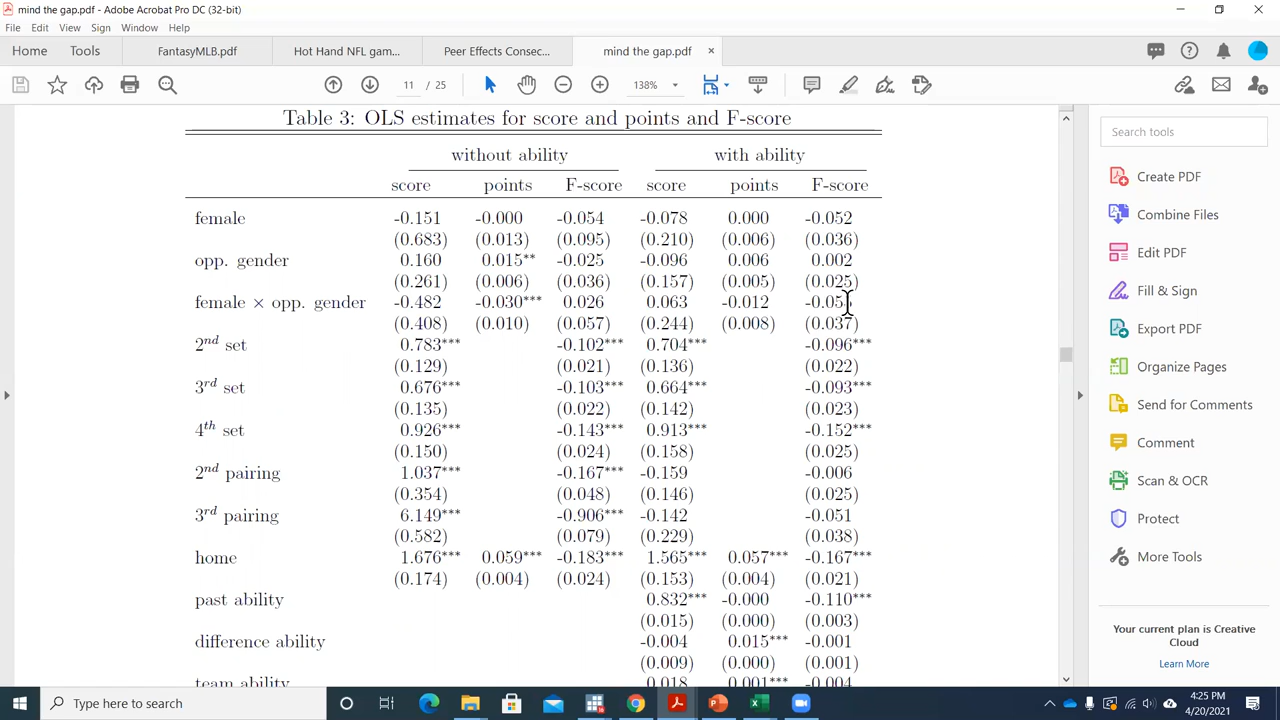 mind the gap.pdf - Adobe Acrobat Pro DC (32-bit)
File Edit View Sign Window Help
Home Tools FantasyMLB.pdf Hot Hand NFL gam... Peer Effects Consec... mind the gap.pdf ×
11 / 25 138%
Table 3: OLS estimates for score and points and F-score
without ability with ability
score points F-score score points F-score
female -0.151 -0.000 -0.054 -0.078 0.000 -0.052
(0.683) (0.013) (0.095) (0.210) (0.006) (0.036)
opp. gender 0.160 0.015** -0.025 -0.096 0.006 0.002
(0.261) (0.006) (0.036) (0.157) (0.005) (0.025)
female × opp. gender -0.482 -0.030*** 0.026 0.063 -0.012
(0.408) (0.010) (0.057) (0.244) (0.008) (0.037)
2nd set 0.783*** -0.102*** 0.704*** -0.096***
(0.129) (0.021) (0.136) (0.022)
3rd set 0.676*** -0.103*** 0.664*** -0.093***
(0.135) (0.022) (0.142) (0.023)
4th set 0.926*** -0.143*** 0.913*** -0.152***
(0.150) (0.024) (0.158) (0.025)
2nd pairing 1.037*** -0.167*** -0.159 -0.006
(0.354) (0.048) (0.146) (0.025)
3rd pairing 6.149*** -0.906*** -0.142 -0.051
(0.582) (0.079) (0.229) (0.038)
home 1.676*** 0.059*** -0.183*** 1.565*** 0.057*** -0.167***
(0.174) (0.004) (0.024) (0.153) (0.004) (0.021)
past ability 0.832*** -0.000 -0.110***
(0.015) (0.000) (0.003)
difference ability -0.004 0.015*** -0.001
(0.009) (0.000) (0.001)
team ability 0.018 0.001*** -0.004
Search tools
Create PDF
Combine Files
Edit PDF
Fill & Sign
Export PDF
Organize Pages
Send for Comments
Comment
Scan & OCR
Protect
More Tools
Your current plan is Creative
Cloud
Learn More
Type here to search
4:25 PM
4/20/2021